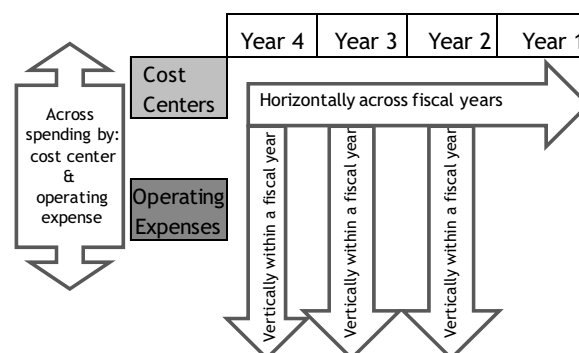 Year 4 Year 3 Year 2 Year 1
Cost
Centers
Across
spending by:
cost center
&
operating
expense
Horizontally across fiscal years
Operating
Expenses
Vertically within a fiscal year
Vertically within a fiscal year
Vertically within a fiscal year